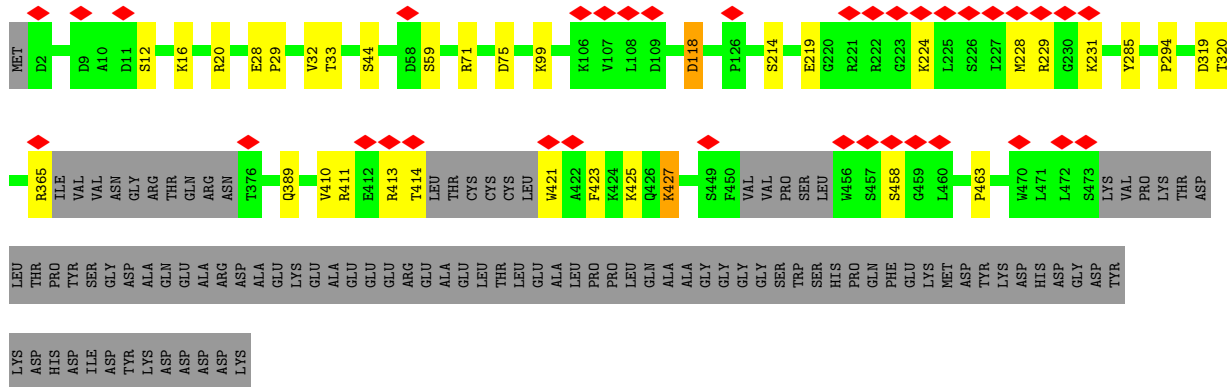 MET D2 D9 A10 D11 S12 K16 R20 E28 P29 V32 T33 S44 D58 S59 R71 D75 K99 K106 V107 L108 D109 D118 P126 S214 E219 G220 R221 R222 G223 K224 L225 S226 I227 M228 R229 G230 K231 Y285 P294 D319 T320
R365 ILE VAL VAL ASN GLY ARG THR GLN ARG ASN T376 Q389 V410 R411 E412 R413 T414 LEU THR CYS CYS CYS LEU W421 A422 F423 K424 K425 Q426 K427 S449 F450 VAL VAL PRO SER LEU W456 S457 S458 G459 L460 P463 W470 L471 L472 S473 LYS VAL PRO LYS THR ASP
LEU THR PRO TYR SER GLY ASP ALA GLN GLU ALA ARG ASP ALA GLU LYS GLU ALA GLU GLU ARG GLU ALA GLU LEU THR LEU GLU ALA LEU PRO PRO LEU GLN ALA ALA GLY GLY GLY GLY SER TRP SER SER HIS PRO GLN PHE GLU LYS MET ASP TYR LYS ASP HIS ASP GLY ASP TYR
LYS ASP HIS ASP ILE ASP TYR LYS ASP ASP ASP ASP LYS